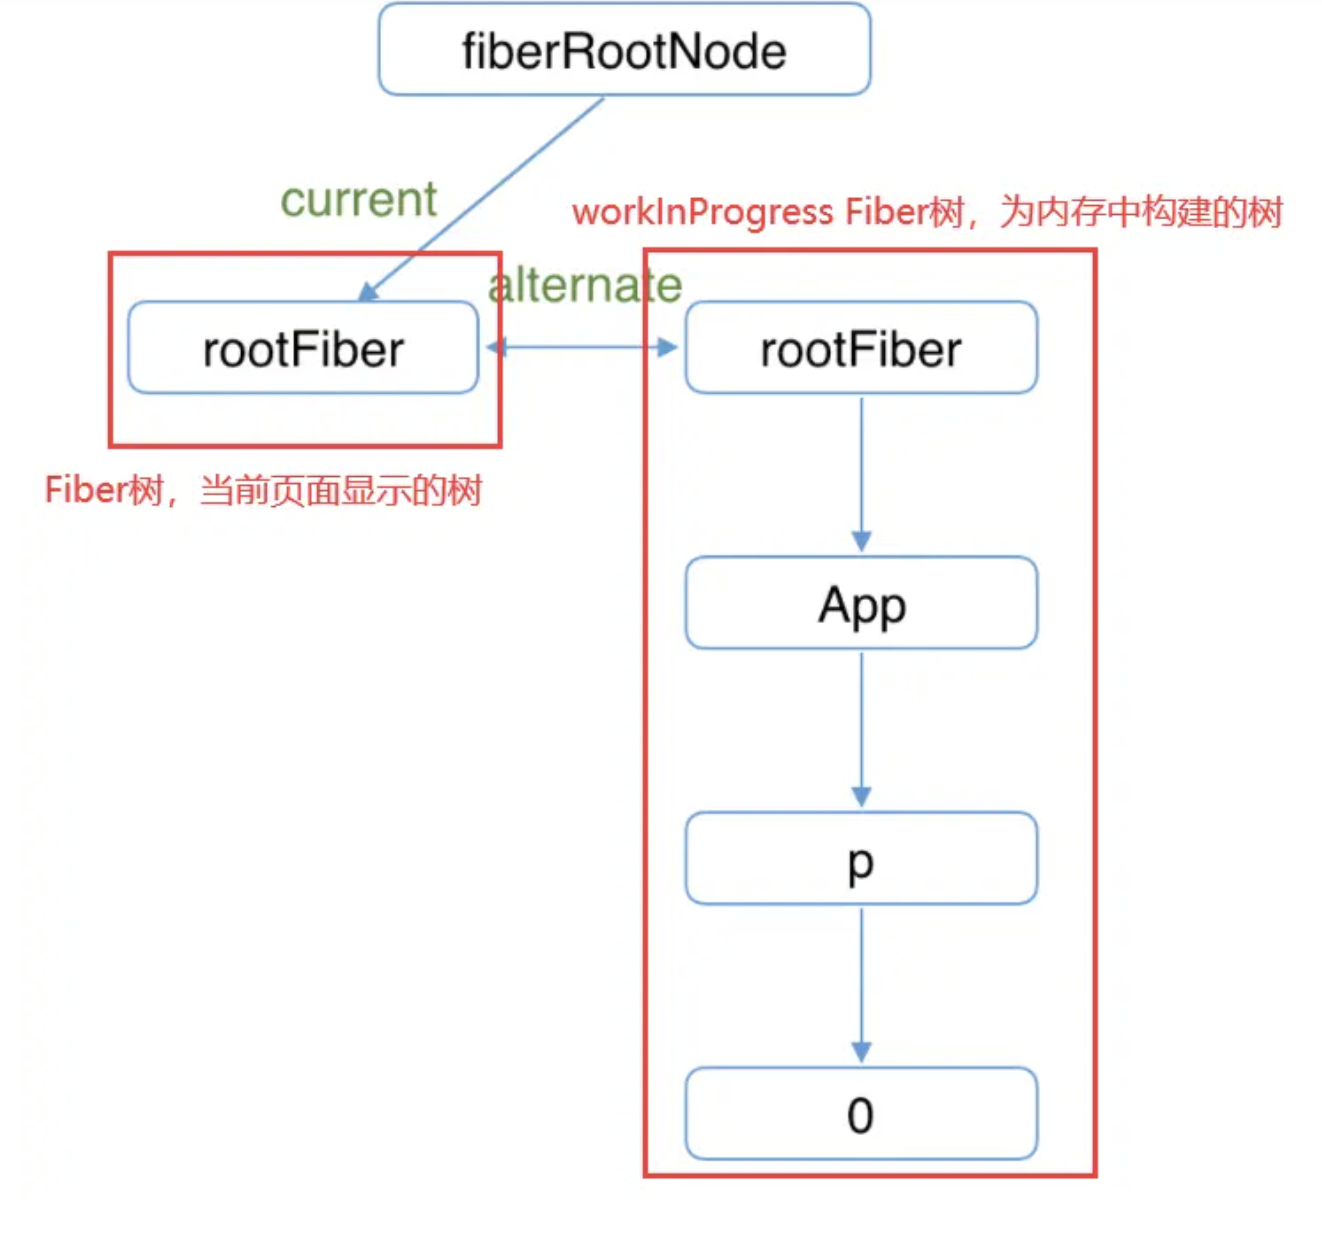 fiberRootNode
current
workInProgress Fiber树，为内存中构建的树
alternate
rootFiber
rootFiber
Fiber树，当前页面显示的树
App
p
0